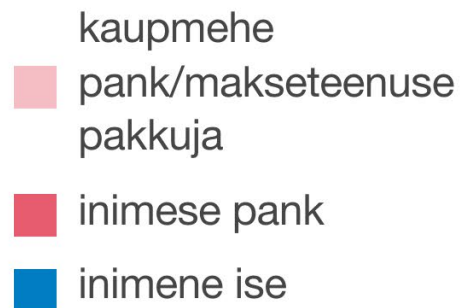 kaupmehe
pank/makseteenuse
pakkuja
inimese pank
inimene ise